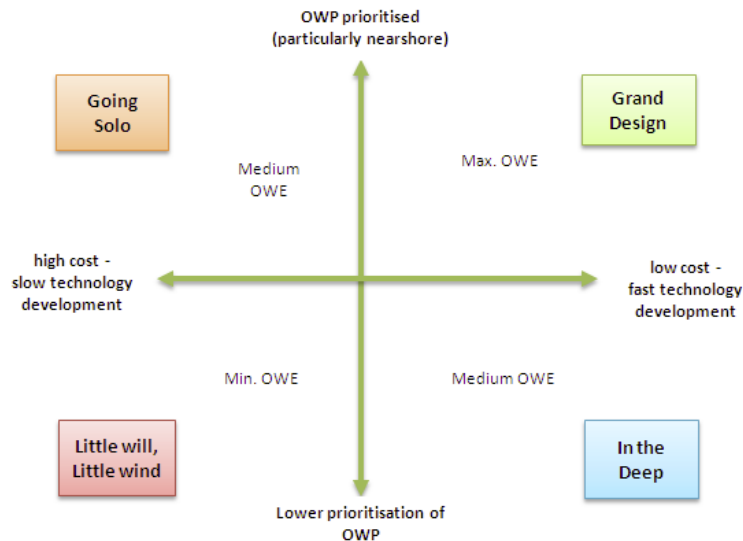 OWP prioritised
(particularly nearshore)
Going
Solo
Grand
Design
Medium
OWE
Max. OWE
high cost -
slow technology
development
low cost -
fast technology
development
Min. OWE
Medium OWE
Little will,
Little wind
In the
Deep
Lower prioritisation of
OWP